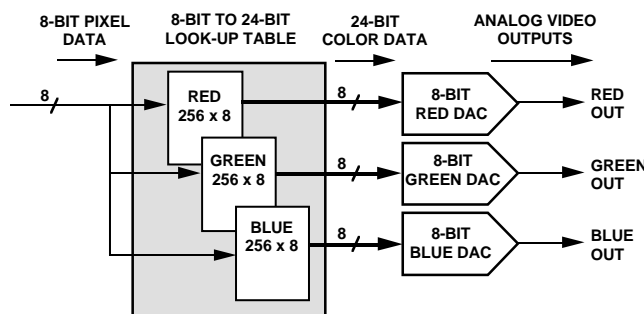 8-BIT PIXEL
DATA
8-BIT TO 24-BIT
LOOK-UP TABLE
24-BIT
COLOR DATA
ANALOG VIDEO
OUTPUTS
8
RED
256 x 8
8
8-BIT
RED DAC
RED
OUT
GREEN
256 x 8
8
8-BIT
GREEN DAC
GREEN
OUT
BLUE
256 x 8
8
8-BIT
BLUE DAC
BLUE
OUT